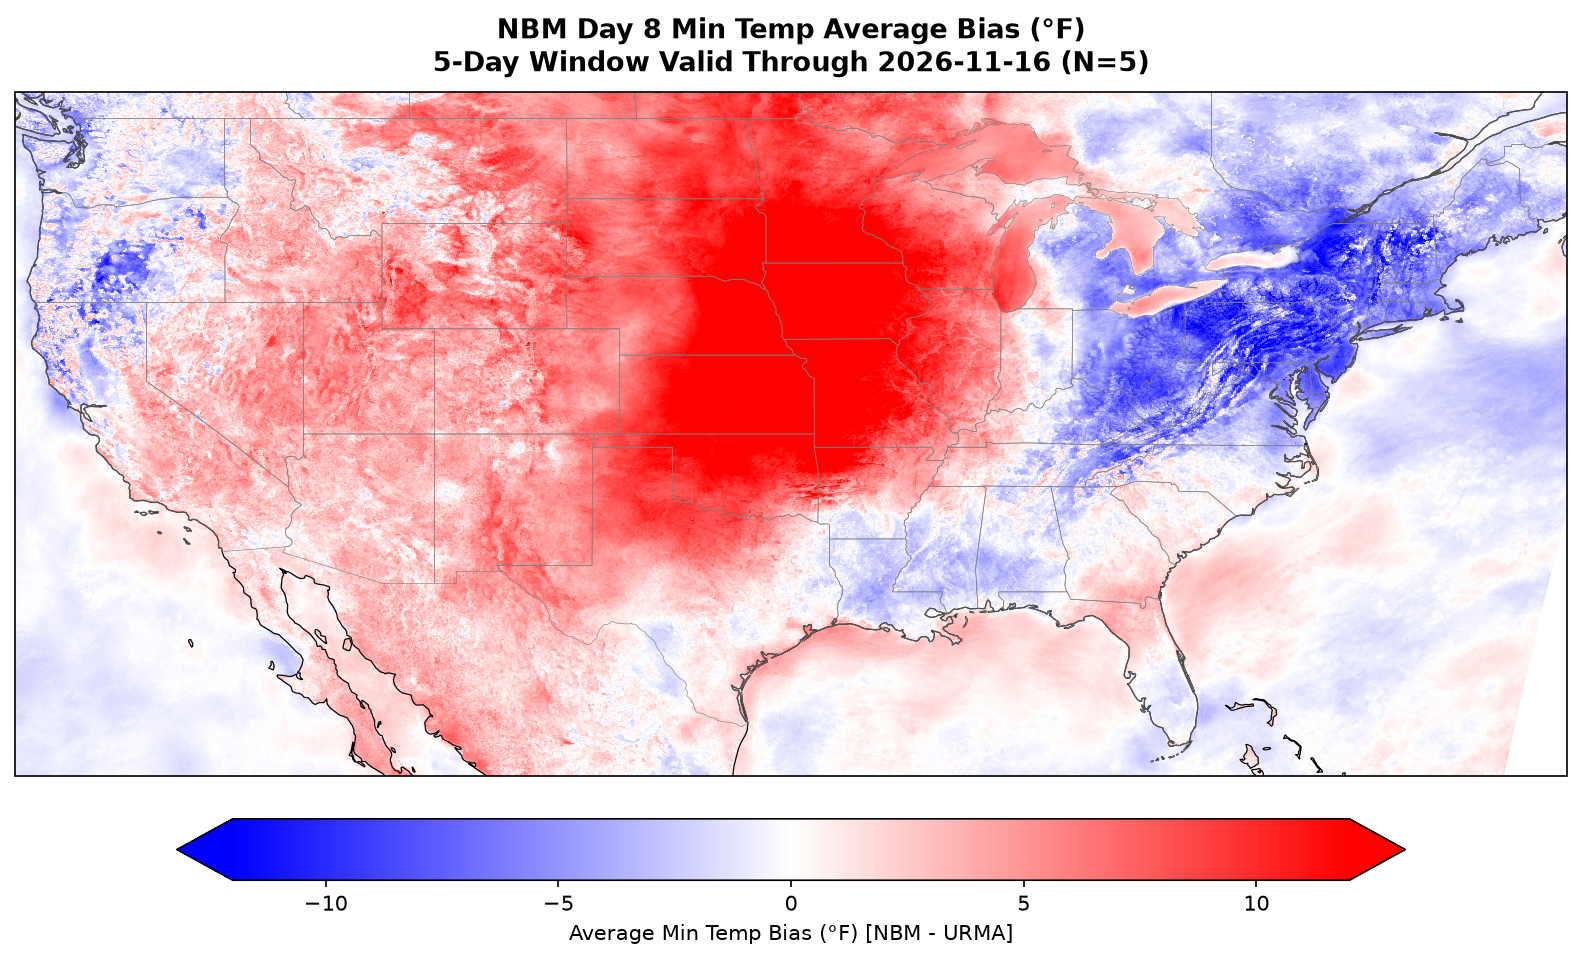 NBM Day 8 Min Temp Average Bias (°F)
5-Day Window Valid Through 2026-11-16 (N=5)
−10 −5 0 5 10
Average Min Temp Bias (°F) [NBM - URMA]